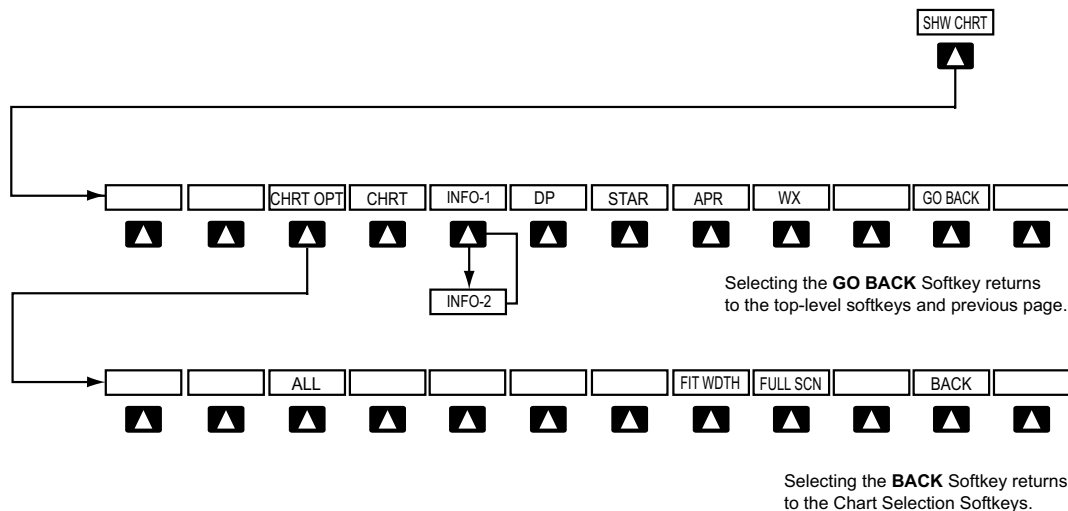 SHW CHRT
CHRT OPT CHRT INFO-1 DP STAR APR WX GO BACK
INFO-2
Selecting the GO BACK Softkey returns
to the top-level softkeys and previous page.
ALL FIT WDTH FULL SCN BACK
Selecting the BACK Softkey returns
to the Chart Selection Softkeys.